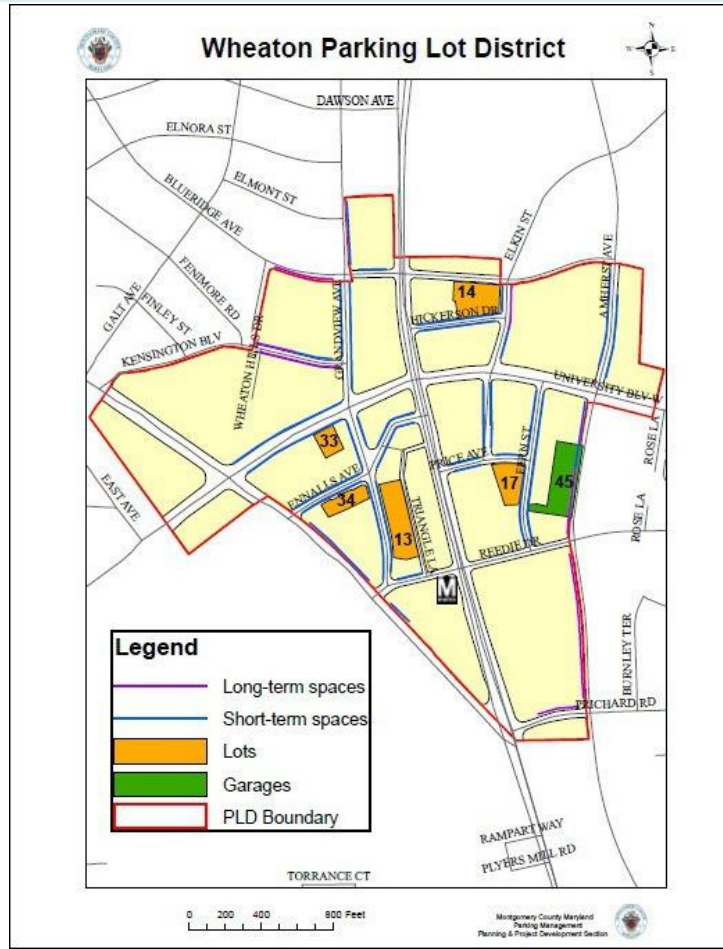 Wheaton Parking Lot District
N
W
E
S
DAWSON AVE
ELNORA ST
ELMONT ST
BLUERIDGE AVE
ELKIN ST
AMHERST AVE
FENIMORE RD
GALT AVE
FINLEY ST
14
HICKERSON DR
GRANDVIEW AVE
KENSINGTON BLV
WHEATON HILLS DR
UNIVERSITY BLV W
ROSE LA
33
PRICE AVE
FERN ST
ENNALLS AVE
EAST AVE
34
17
45
TRIANGLE LA
ROSE LA
13
REEDIE DR
M
BURNLEY TER
PRICHARD RD
Legend
Long-term spaces
Short-term spaces
Lots
Garages
PLD Boundary
RAMPART WAY
PLYERS MILL RD
TORRANCE CT
0 200 400 800 Feet
Montgomery County Maryland
Parking Management
Planning & Project Development Section